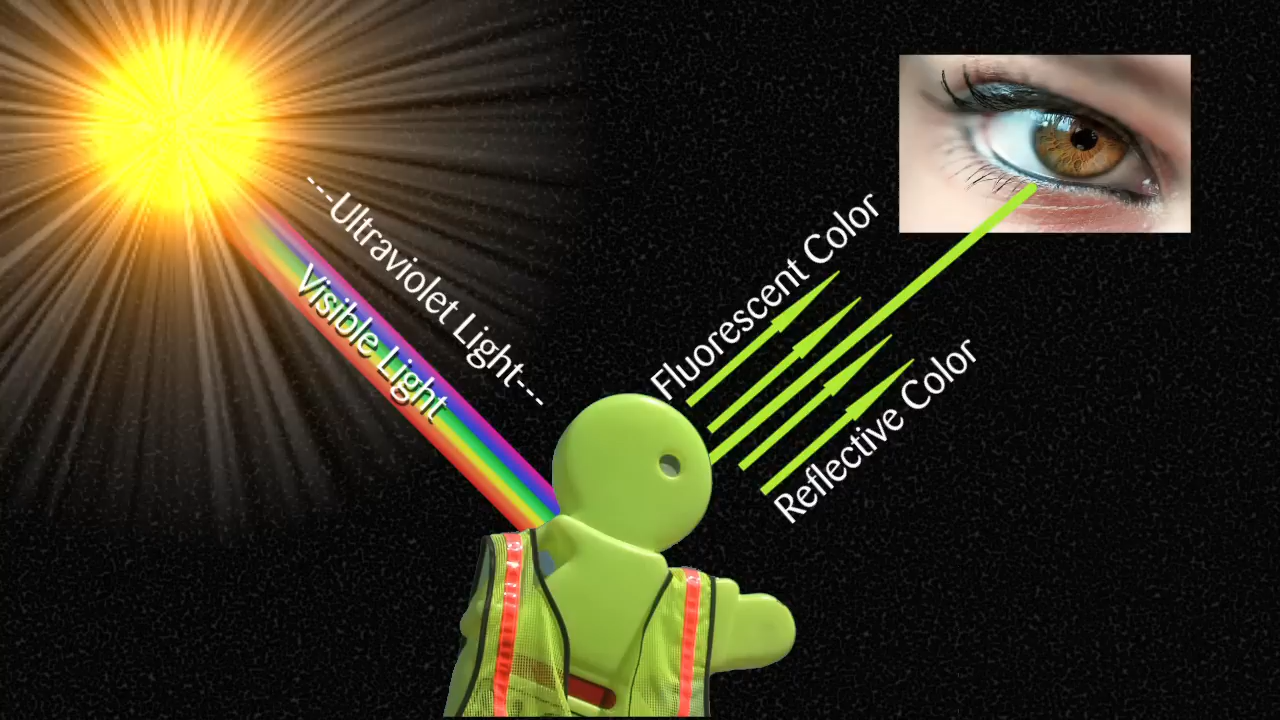 ---Ultraviolet Light---
Visible Light
Fluorescent Color
Reflective Color